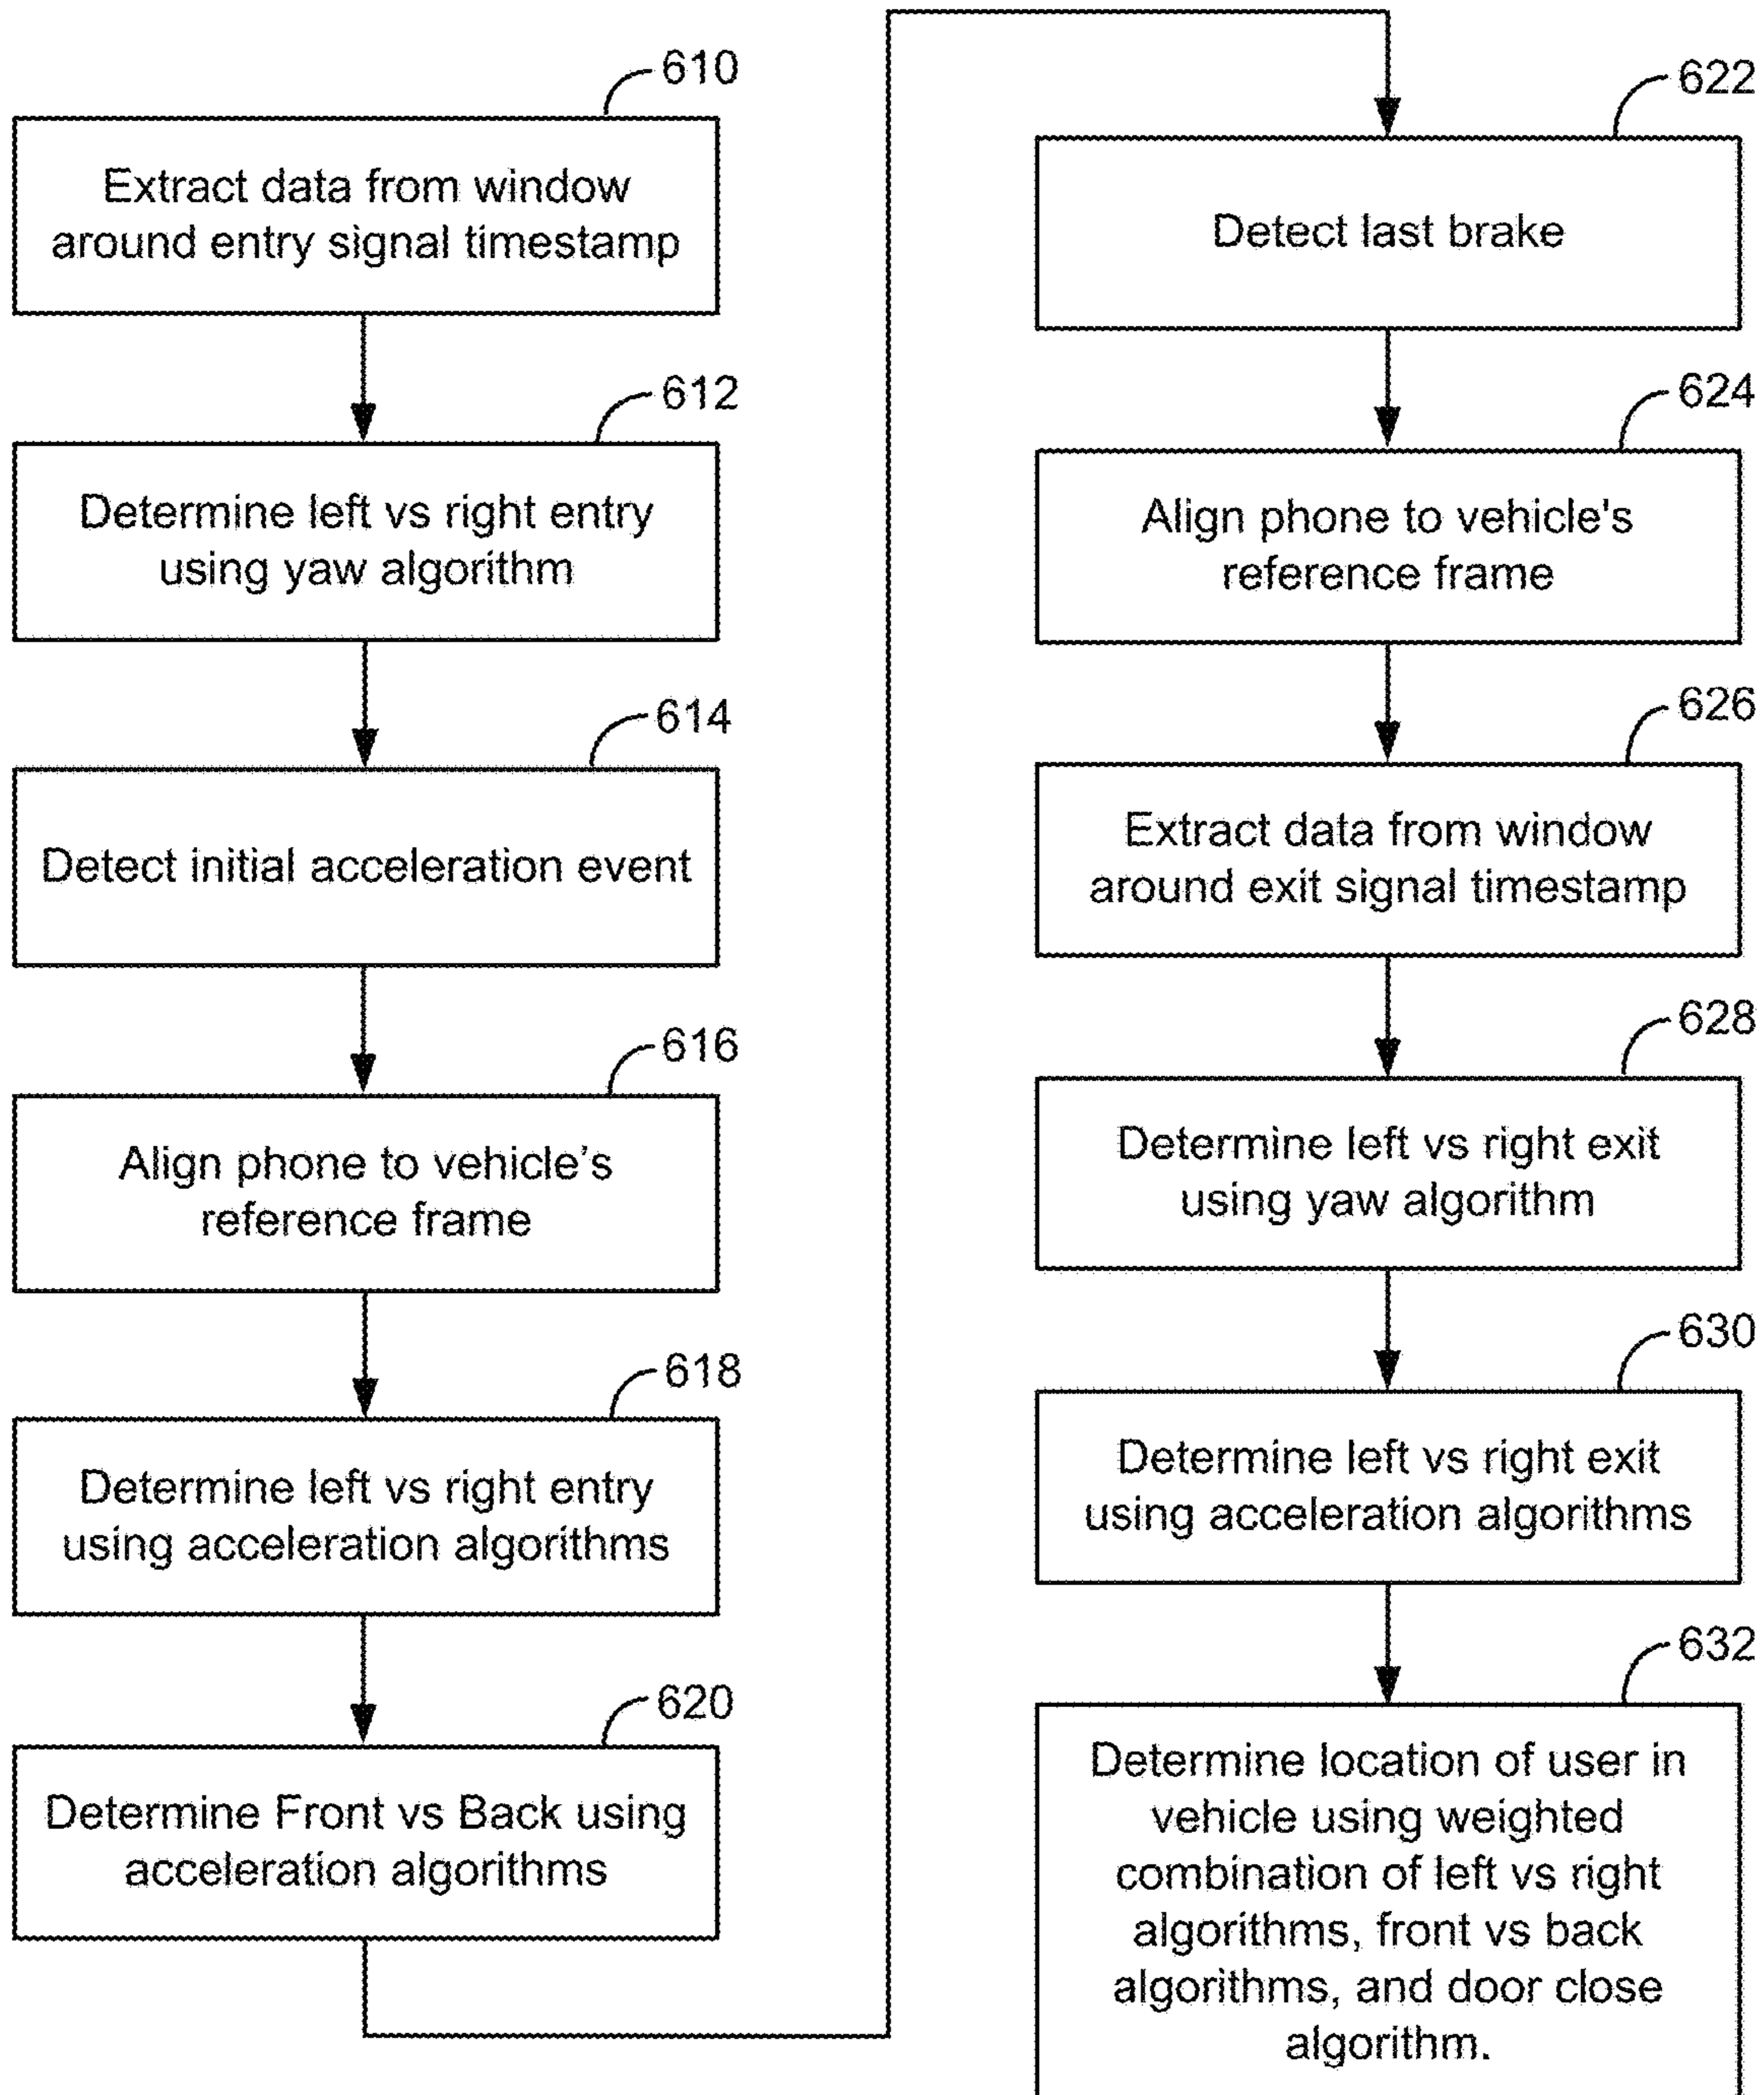 610
Extract data from window
around entry signal timestamp
612
Determine left vs right entry
using yaw algorithm
614
Detect initial acceleration event
616
Align phone to vehicle’s
reference frame
618
Determine left vs right entry
using acceleration algorithms
620
Determine Front vs Back using
acceleration algorithms
622
Detect last brake
624
Align phone to vehicle's
reference frame
626
Extract data from window
around exit signal timestamp
628
Determine left vs right exit
using yaw algorithm
630
Determine left vs right exit
using acceleration algorithms
632
Determine location of user in
vehicle using weighted
combination of left vs right
algorithms, front vs back
algorithms, and door close
algorithm.